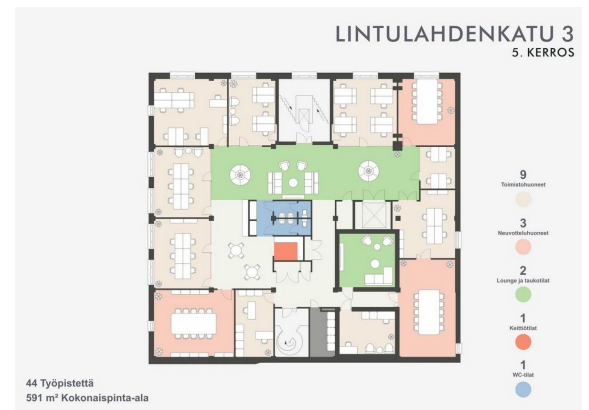 LINTULAHDENKATU 3
5. KERROS
9
Toimistohuoneet
3
Neuvotteluhuoneet
2
Lounge ja taukotilat
1
Keittiötilat
1
WC-tilat
44 Työpistettä
591 m² Kokonaispinta-ala